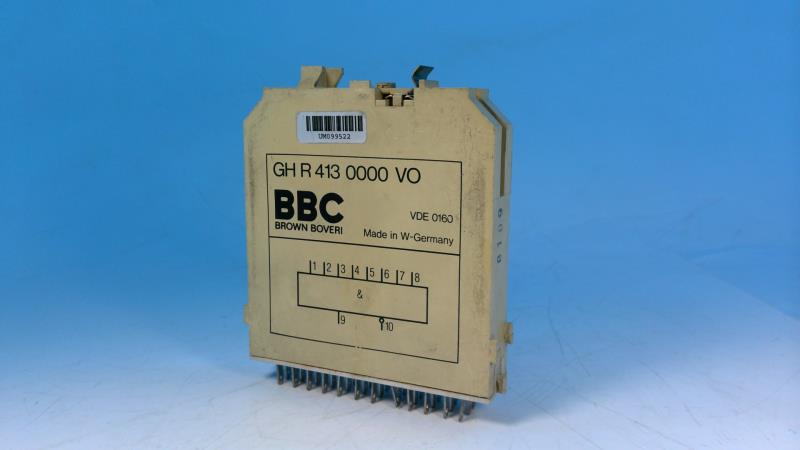 UM099522
GH R 413 0000 VO
BBC
BROWN BOVERI
VDE 0160
Made in W-Germany
1 2 3 4 5 6 7 8
&
9 10
0109